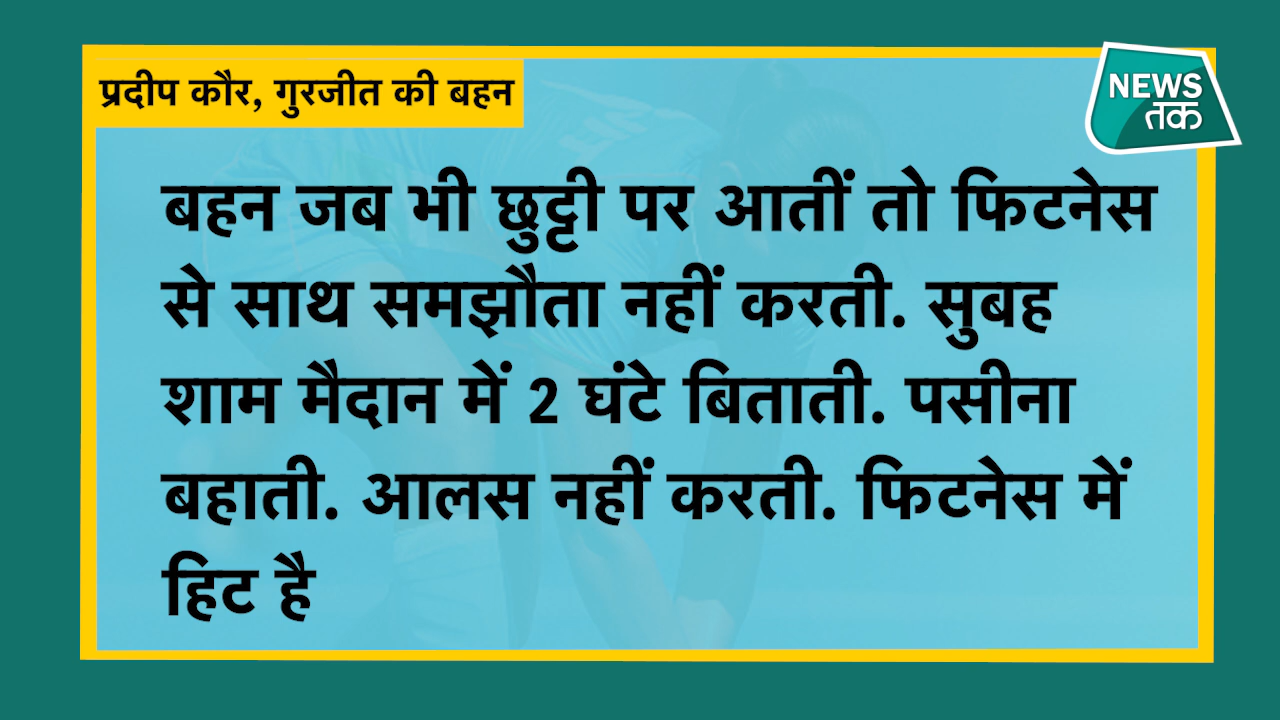 प्रदीप कौर, गुरजीत की बहन
NEWS
तक
बहन जब भी छुट्टी पर आतीं तो फिटनेस
से साथ समझौता नहीं करती. सुबह
शाम मैदान में 2 घंटे बिताती. पसीना
बहाती. आलस नहीं करती. फिटनेस में
हिट है